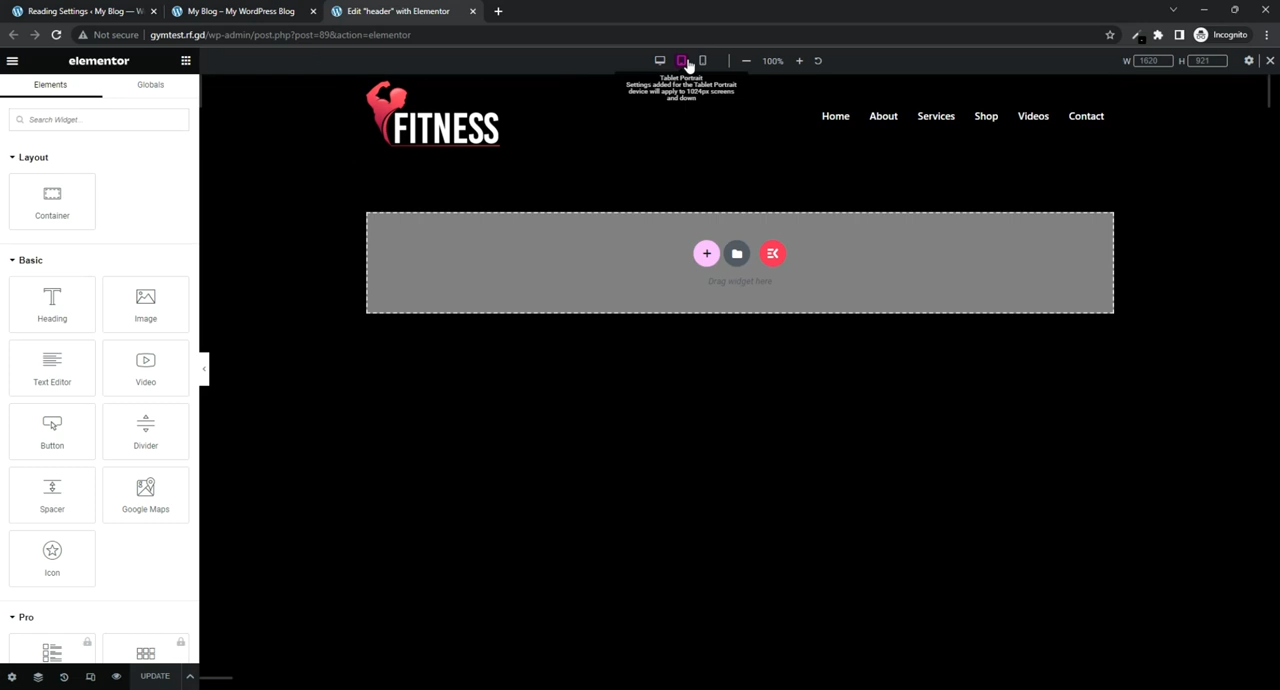 Reading Settings ‹ My Blog — W
My Blog – My WordPress Blog
Edit "header" with Elementor
Not secure
gymtest.rf.gd/wp-admin/post.php?post=89&action=elementor
Incognito
elementor
100%
W 1620 H 921
Elements
Globals
Tablet Portrait
Settings added for the Tablet Portrait
device will apply to 1024px screens
and down
FITNESS
Home About Services Shop Videos Contact
Search Widget...
Layout
Container
Basic
Heading
Image
Text Editor
Video
Button
Divider
Spacer
Google Maps
Icon
Pro
Drag widget here
UPDATE